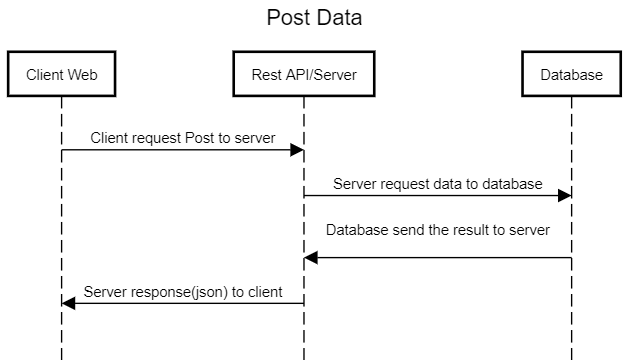 Post Data
Client Web
Rest API/Server
Database
Client request Post to server
Server request data to database
Database send the result to server
Server response(json) to client